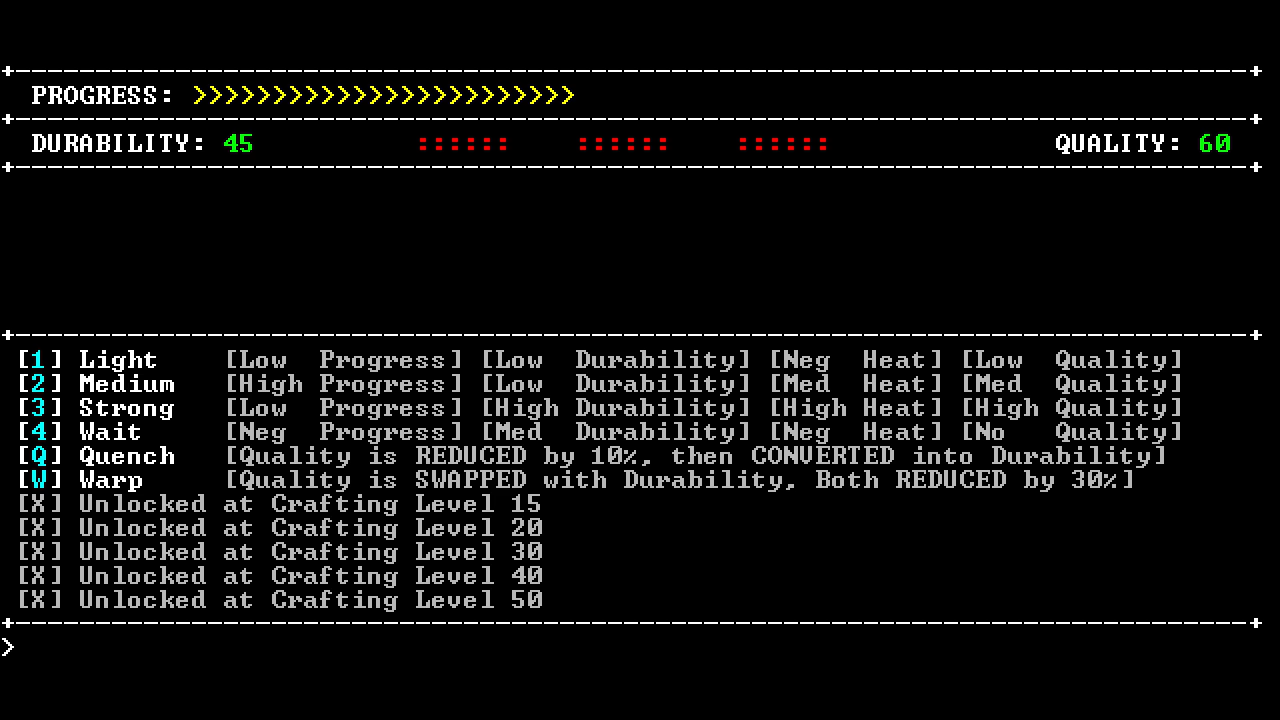 +------------------------------------------------------------------------------+
PROGRESS: >>>>>>>>>>>>>>>>>>>>>>>>
+------------------------------------------------------------------------------+
DURABILITY: 45 :::::: :::::: :::::: QUALITY: 60
+------------------------------------------------------------------------------+
+------------------------------------------------------------------------------+
[1] Light [Low Progress] [Low Durability] [Neg Heat] [Low Quality]
[2] Medium [High Progress] [Low Durability] [Med Heat] [Med Quality]
[3] Strong [Low Progress] [High Durability] [High Heat] [High Quality]
[4] Wait [Neg Progress] [Med Durability] [Neg Heat] [No Quality]
[Q] Quench [Quality is REDUCED by 10%, then CONVERTED into Durability]
[W] Warp [Quality is SWAPPED with Durability, Both REDUCED by 30%]
[X] Unlocked at Crafting Level 15
[X] Unlocked at Crafting Level 20
[X] Unlocked at Crafting Level 30
[X] Unlocked at Crafting Level 40
[X] Unlocked at Crafting Level 50
+------------------------------------------------------------------------------+
>